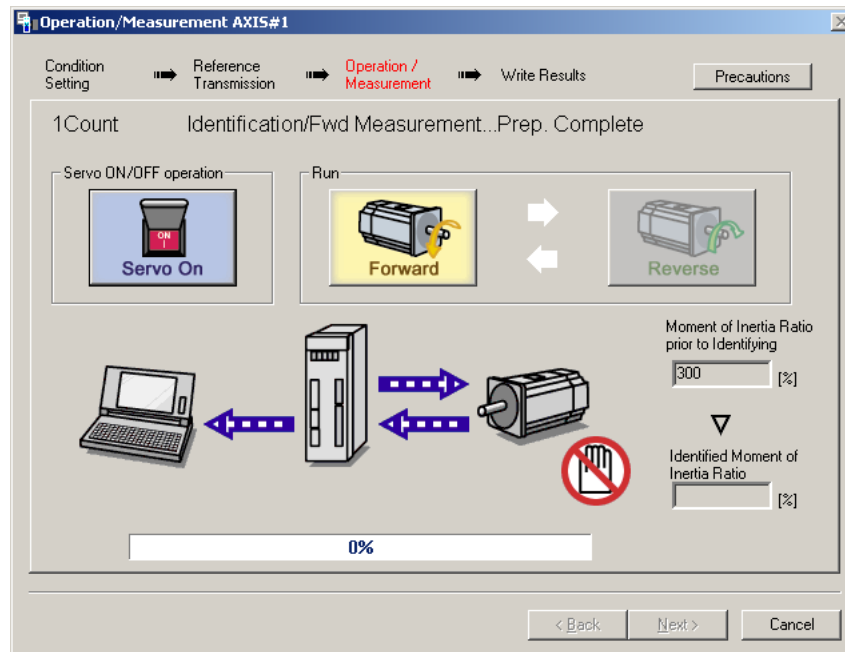 Operation/Measurement AXIS#1
Condition
Setting
Reference
Transmission
Operation /
Measurement
Write Results
Precautions
1Count Identification/Fwd Measurement...Prep. Complete
Servo ON/OFF operation
Run
ON
I
Servo On
Forward
Reverse
Moment of Inertia Ratio
prior to Identifying
300 [%]
Identified Moment of
Inertia Ratio
[%]
0%
< Back
Next >
Cancel